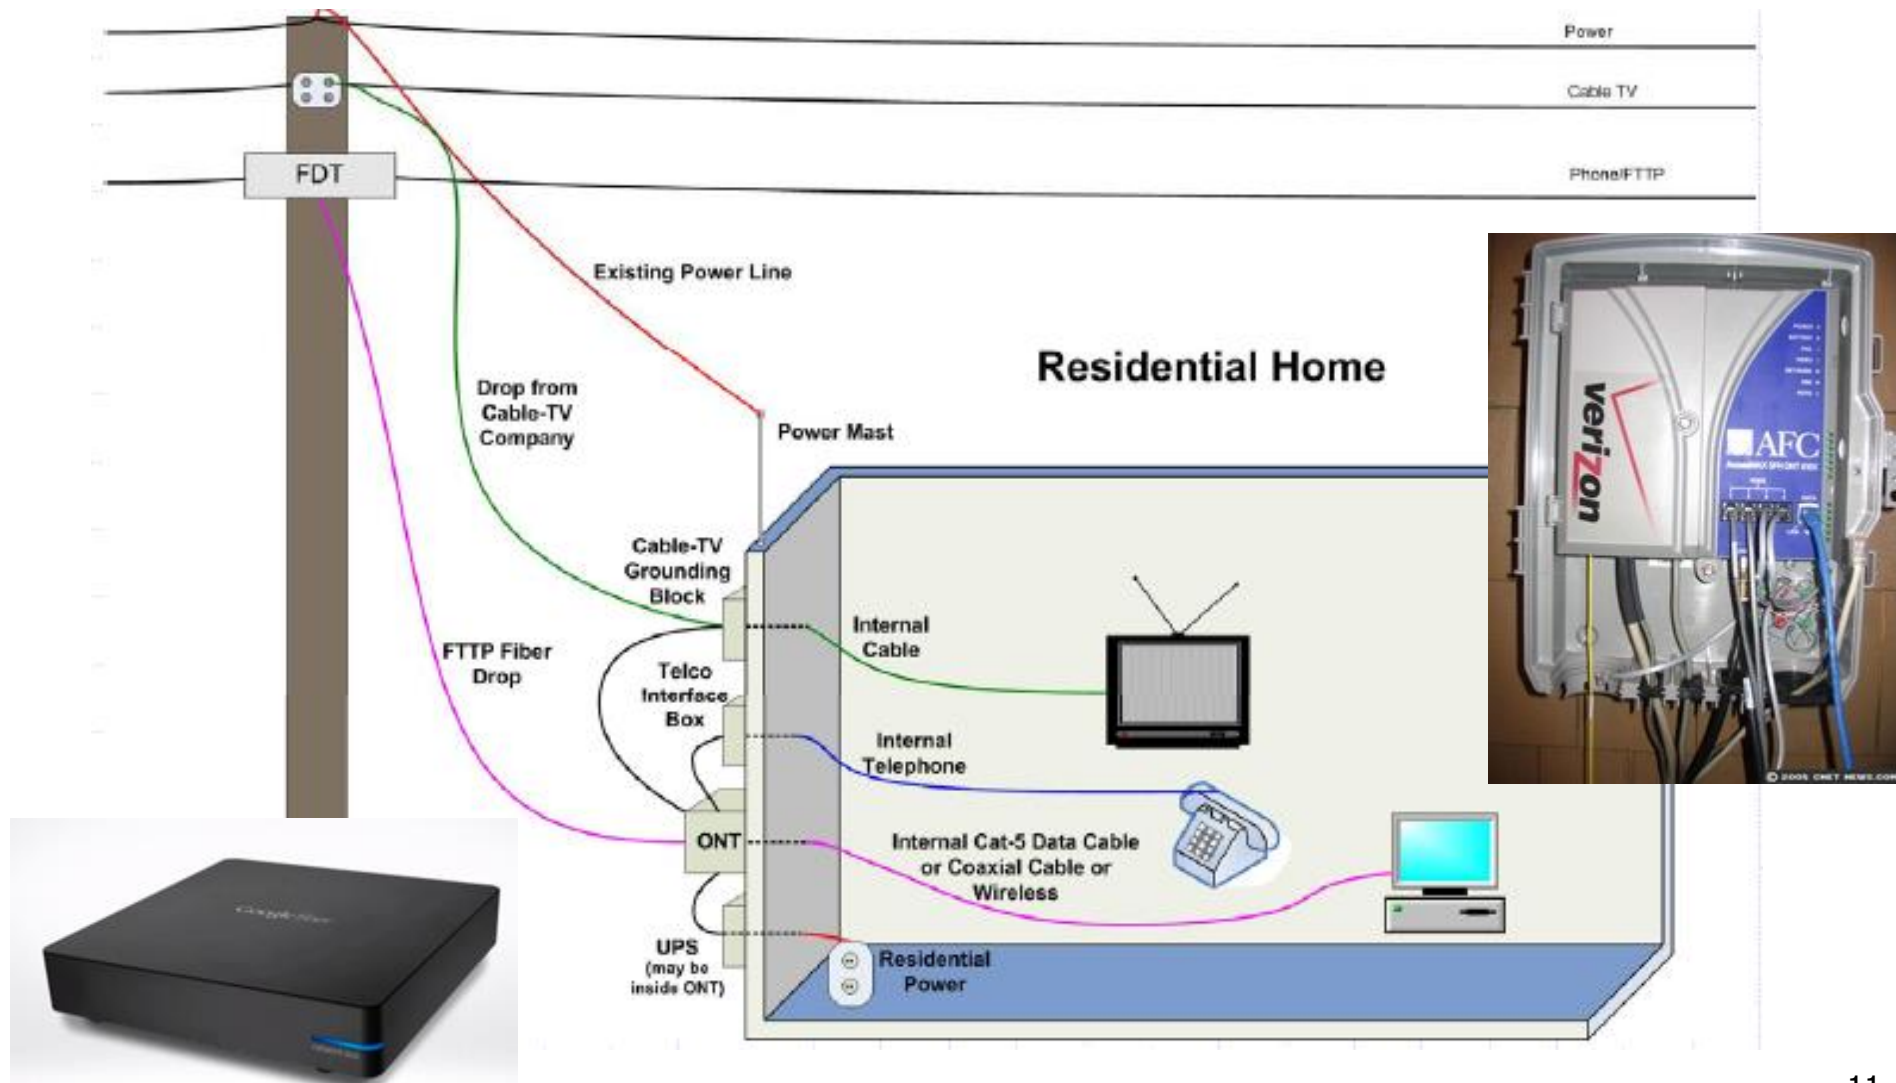 Power
Cable TV
FDT
Phone/FTTP
Existing Power Line
Residential Home
Drop from
Cable-TV
Company
Power Mast
verizon
AFC
Cable-TV
Grounding
Block
Internal
Cable
FTTP Fiber
Drop
Telco
Interface
Box
Internal
Telephone
© 2005 CNET NEWS.COM
ONT
Internal Cat-5 Data Cable
or Coaxial Cable or
Wireless
Google fiber
UPS
(may be
inside ONT)
Residential
Power
11